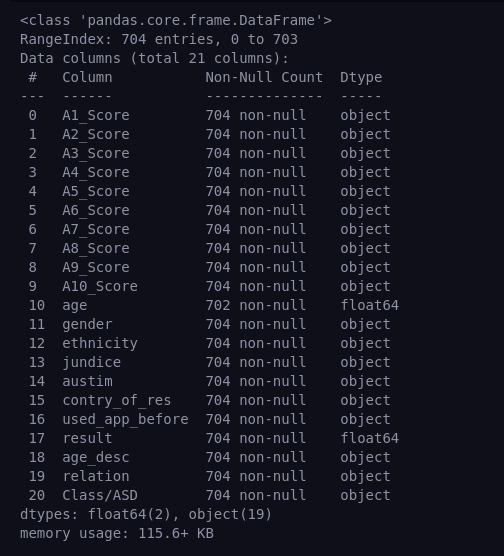 <class 'pandas.core.frame.DataFrame'>
RangeIndex: 704 entries, 0 to 703
Data columns (total 21 columns):
 #   Column           Non-Null Count  Dtype
---  ------           --------------  -----
 0   A1_Score         704 non-null    object
 1   A2_Score         704 non-null    object
 2   A3_Score         704 non-null    object
 3   A4_Score         704 non-null    object
 4   A5_Score         704 non-null    object
 5   A6_Score         704 non-null    object
 6   A7_Score         704 non-null    object
 7   A8_Score         704 non-null    object
 8   A9_Score         704 non-null    object
 9   A10_Score        704 non-null    object
 10  age              702 non-null    float64
 11  gender           704 non-null    object
 12  ethnicity        704 non-null    object
 13  jundice          704 non-null    object
 14  austim           704 non-null    object
 15  contry_of_res    704 non-null    object
 16  used_app_before  704 non-null    object
 17  result           704 non-null    float64
 18  age_desc         704 non-null    object
 19  relation         704 non-null    object
 20  Class/ASD        704 non-null    object
dtypes: float64(2), object(19)
memory usage: 115.6+ KB